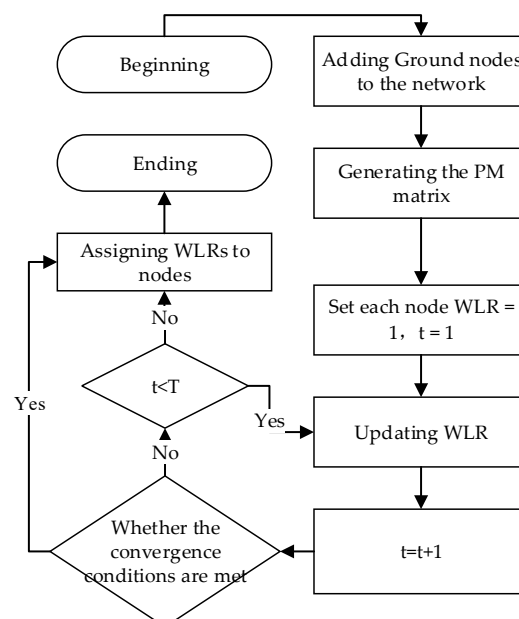 Beginning
Adding Ground nodes
to the network
Ending
Generating the PM
matrix
Assigning WLRs to
nodes
Set each node WLR =
1，t = 1
No
t<T
Yes
Yes
Updating WLR
No
Whether the
convergence
conditions are met
t=t+1